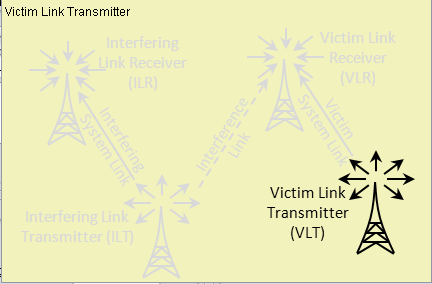 Victim Link Transmitter
Interfering
Link Receiver
(ILR)
Victim Link
Receiver
(VLR)
Interfering
System Link
Interference
Link
Victim
System Link
Interfering Link
Transmitter (ILT)
Victim Link
Transmitter
(VLT)